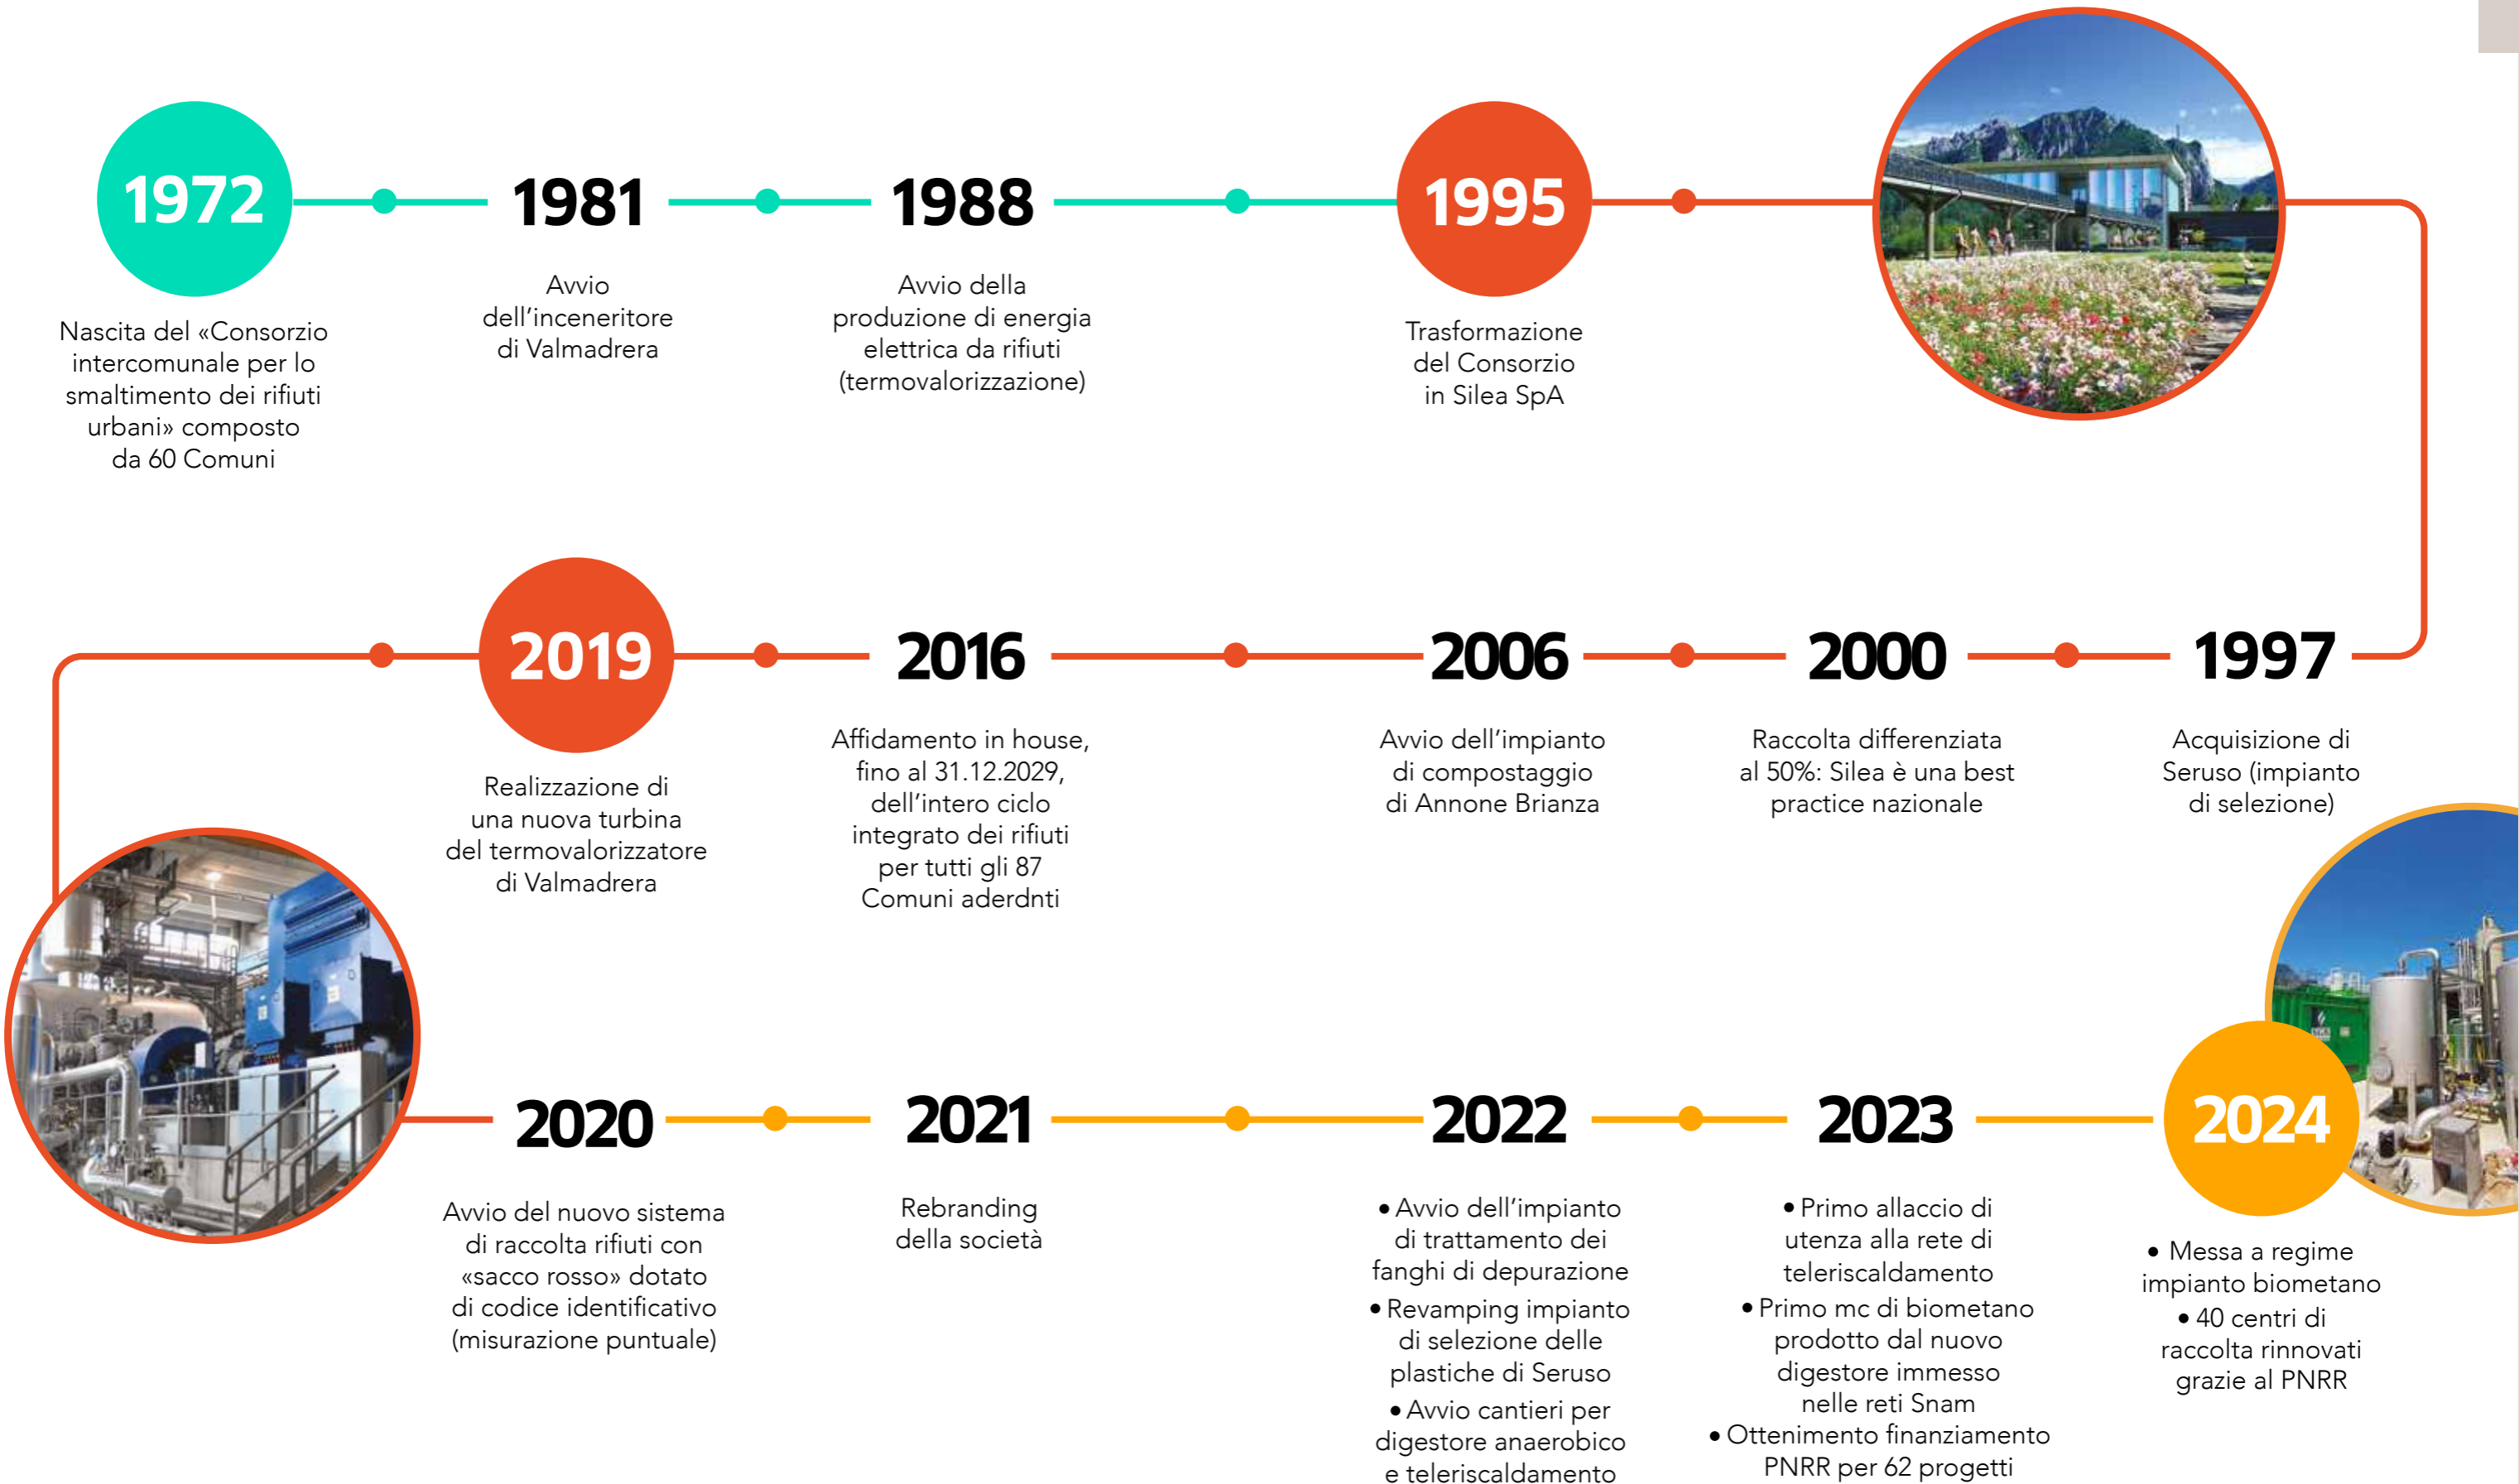 1972
Nascita del «Consorzio
intercomunale per lo
smaltimento dei rifiuti
urbani» composto
da 60 Comuni
1981
Avvio
dell'inceneritore
di Valmadrera
1988
Avvio della
produzione di energia
elettrica da rifiuti
(termovalorizzazione)
1995
Trasformazione
del Consorzio
in Silea SpA
1997
Acquisizione di
Seruso (impianto
di selezione)
2000
Raccolta differenziata
al 50%: Silea è una best
practice nazionale
2006
Avvio dell'impianto
di compostaggio
di Annone Brianza
2016
Affidamento in house,
fino al 31.12.2029,
dell'intero ciclo
integrato dei rifiuti
per tutti gli 87
Comuni aderdnti
2019
Realizzazione di
una nuova turbina
del termovalorizzatore
di Valmadrera
2020
Avvio del nuovo sistema
di raccolta rifiuti con
«sacco rosso» dotato
di codice identificativo
(misurazione puntuale)
2021
Rebranding
della società
2022
• Avvio dell'impianto
di trattamento dei
fanghi di depurazione
• Revamping impianto
di selezione delle
plastiche di Seruso
• Avvio cantieri per
digestore anaerobico
e teleriscaldamento
2023
• Primo allaccio di
utenza alla rete di
teleriscaldamento
• Primo mc di biometano
prodotto dal nuovo
digestore immesso
nelle reti Snam
• Ottenimento finanziamento
PNRR per 62 progetti
2024
• Messa a regime
impianto biometano
• 40 centri di
raccolta rinnovati
grazie al PNRR